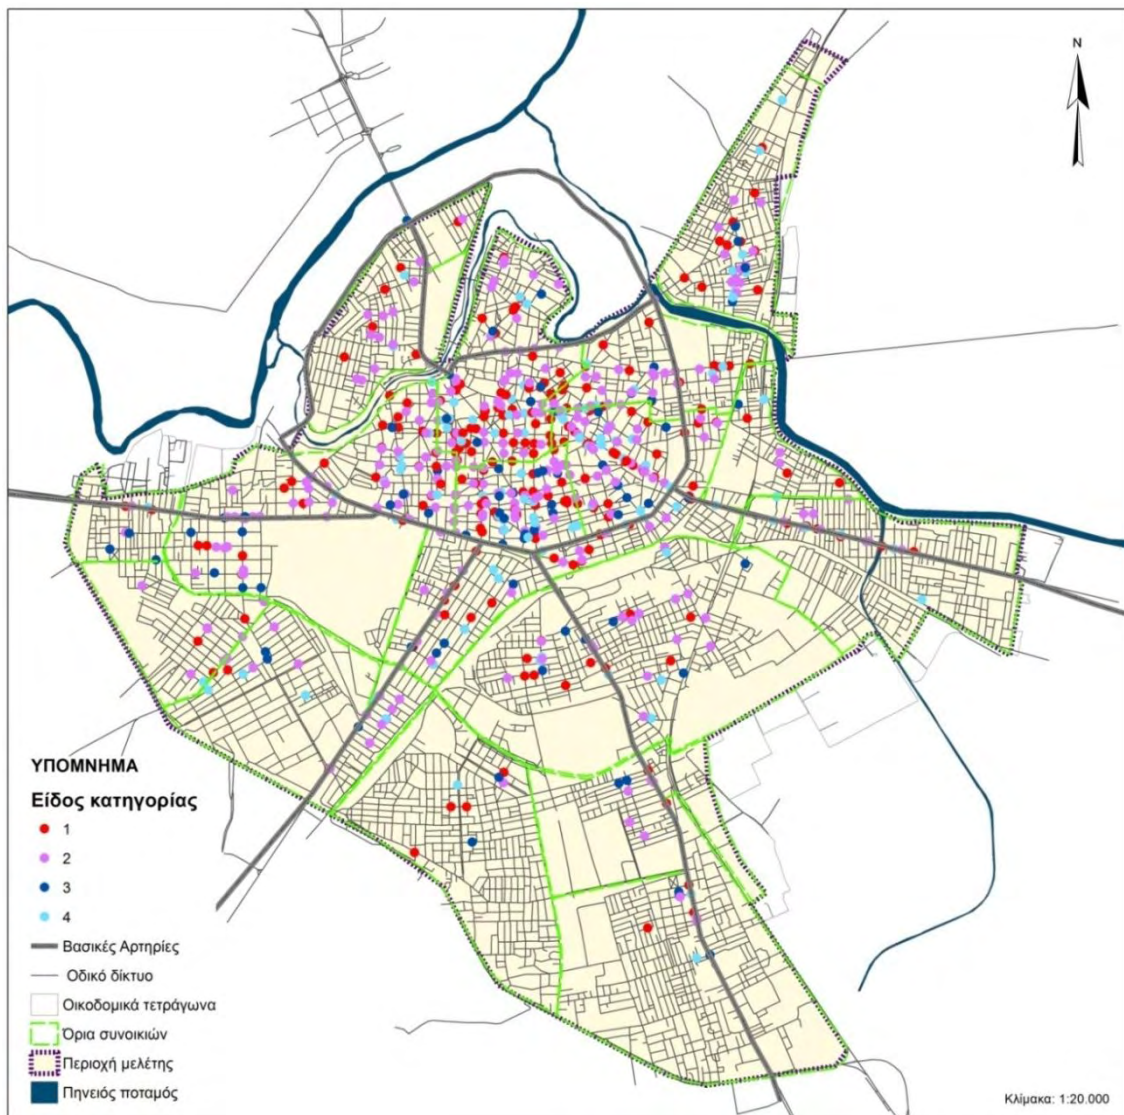 N
ΥΠΟΜΝΗΜΑ
Είδος κατηγορίας
1
2
3
4
Βασικές Αρτηρίες
Οδικό δίκτυο
Οικοδομικά τετράγωνα
Όρια συνοικιών
Περιοχή μελέτης
Πηνειός ποταμός
Κλίμακα: 1:20.000